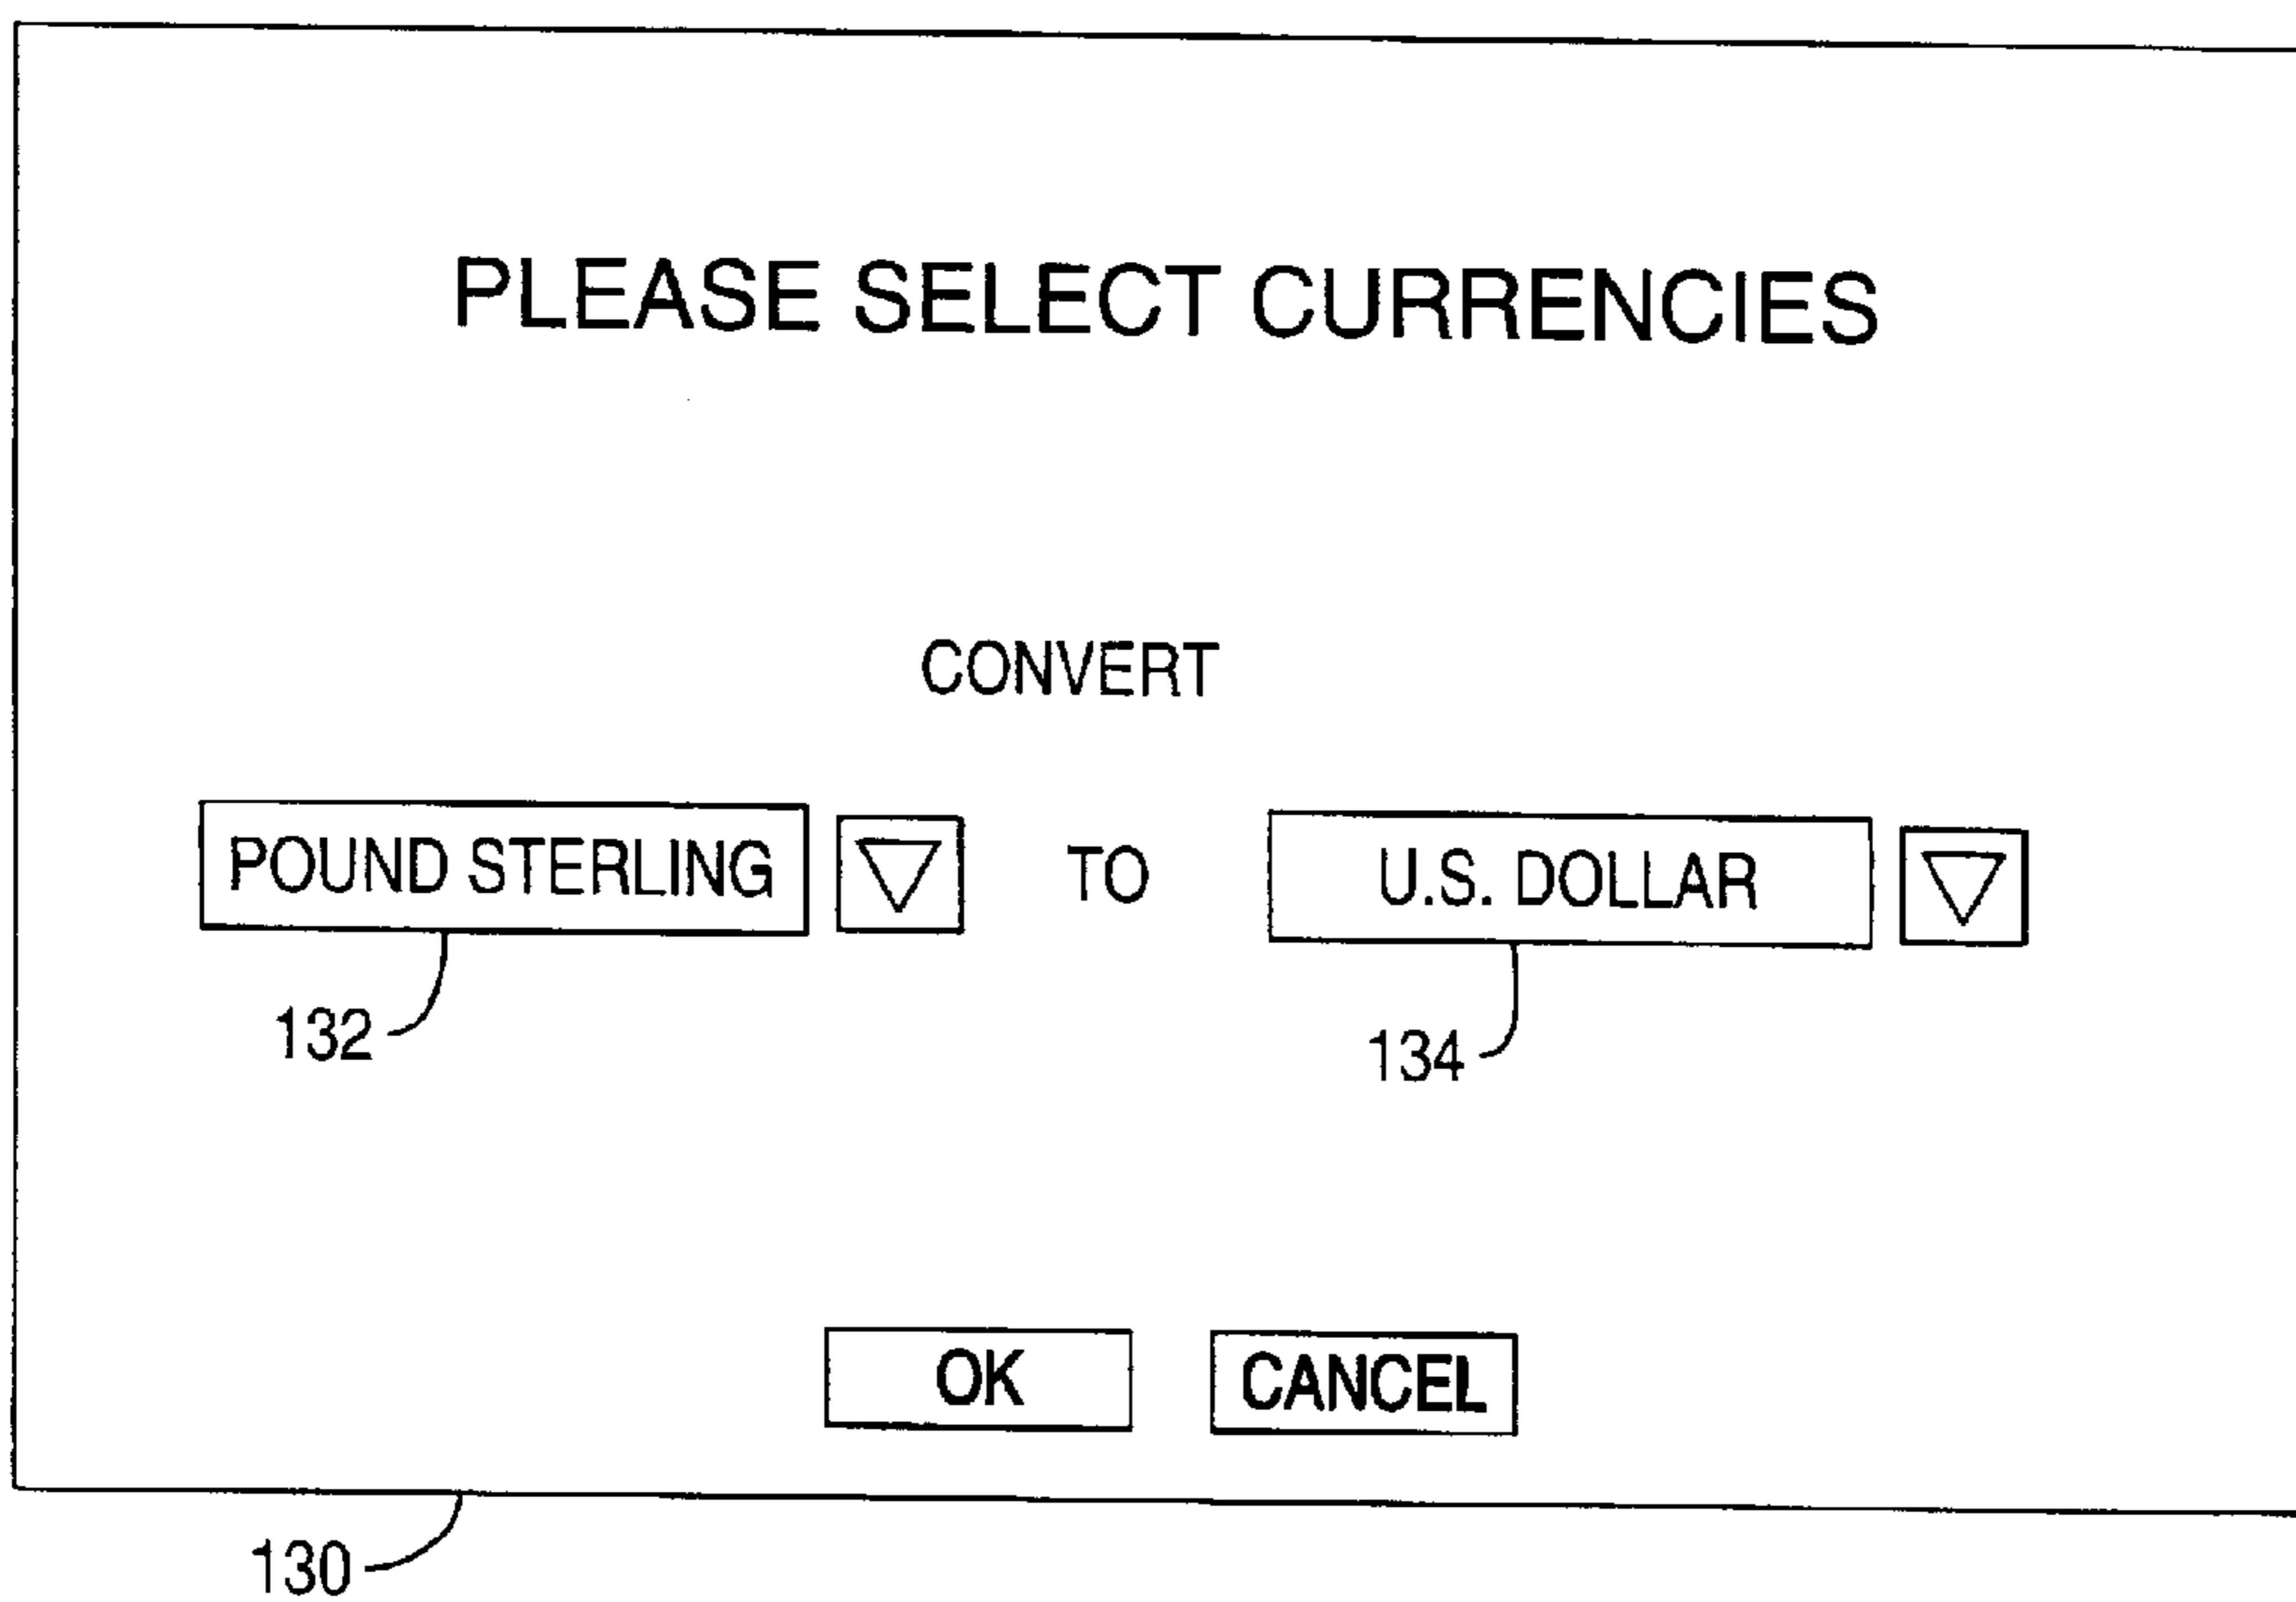 PLEASE SELECT CURRENCIES
CONVERT
POUND STERLING TO U.S. DOLLAR
132 134
OK CANCEL
130